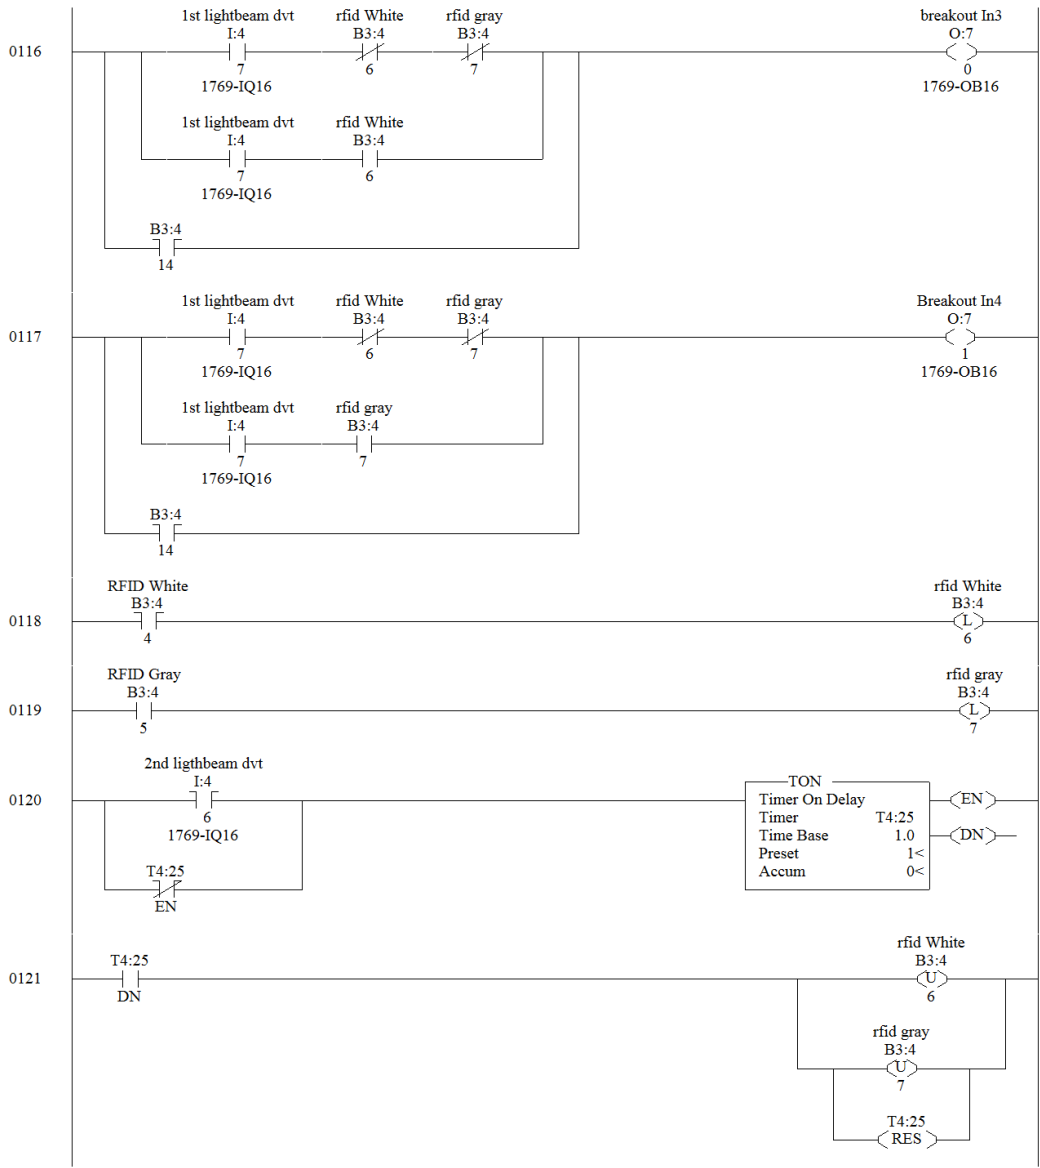 1st lightbeam dvt rfid White rfid gray breakout In3
I:4 B3:4 B3:4 O:7
0116
7 6 7 0
1769-IQ16 1769-OB16
1st lightbeam dvt rfid White
I:4 B3:4
7 6
1769-IQ16
B3:4
14
1st lightbeam dvt rfid White rfid gray Breakout In4
I:4 B3:4 B3:4 O:7
0117
7 6 7 1
1769-IQ16 1769-OB16
1st lightbeam dvt rfid gray
I:4 B3:4
7 7
1769-IQ16
B3:4
14
RFID White rfid White
B3:4 B3:4
0118 L
4 6
RFID Gray rfid gray
B3:4 B3:4
0119 L
5 7
2nd ligthbeam dvt
I:4 TON
0120 Timer On Delay EN
6 Timer T4:25
1769-IQ16 Time Base 1.0 DN
Preset 1<
T4:25 Accum 0<
EN
rfid White
T4:25 B3:4
0121 U
DN 6
rfid gray
B3:4
U
7
T4:25
RES